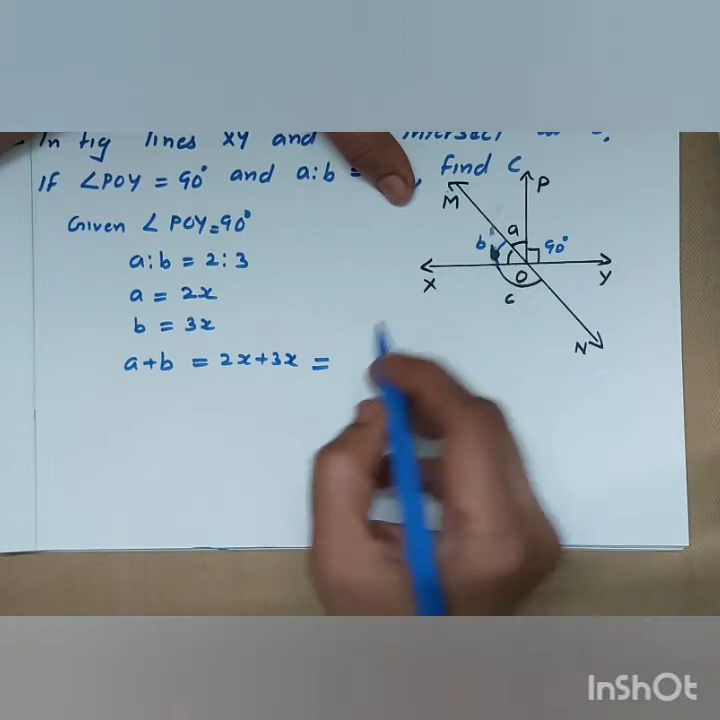 In fig lines XY and intersect
If ∠POY = 90° and a:b = , find C
Given ∠POY=90°
a:b = 2:3
a = 2x
b = 3x
a+b = 2x+3x =
P
M
a
b
90°
X
O
Y
c
N
InShOt